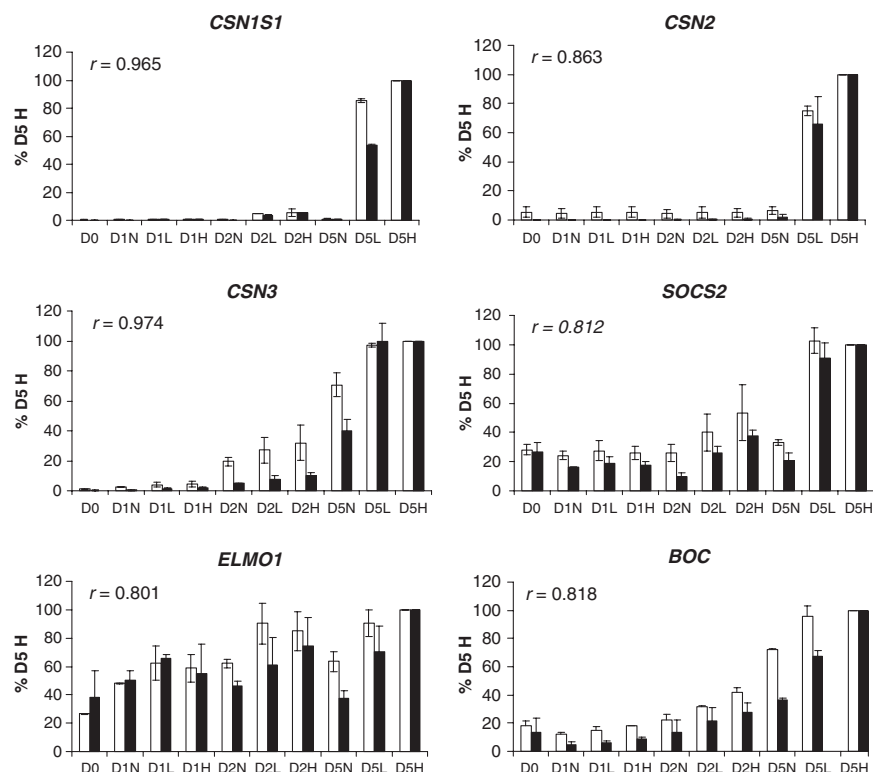 CSN1S1
r = 0.965
% D5 H
120
100
80
60
40
20
0
D0 D1N D1L D1H D2N D2L D2H D5N D5L D5H
CSN2
r = 0.863
% D5 H
120
100
80
60
40
20
0
D0 D1N D1L D1H D2N D2L D2H D5N D5L D5H
CSN3
r = 0.974
% D5 H
120
100
80
60
40
20
0
D0 D1N D1L D1H D2N D2L D2H D5N D5L D5H
SOCS2
r = 0.812
% D5 H
120
100
80
60
40
20
0
D0 D1N D1L D1H D2N D2L D2H D5N D5L D5H
ELMO1
r = 0.801
% D5 H
120
100
80
60
40
20
0
D0 D1N D1L D1H D2N D2L D2H D5N D5L D5H
BOC
r = 0.818
% D5 H
120
100
80
60
40
20
0
D0 D1N D1L D1H D2N D2L D2H D5N D5L D5H